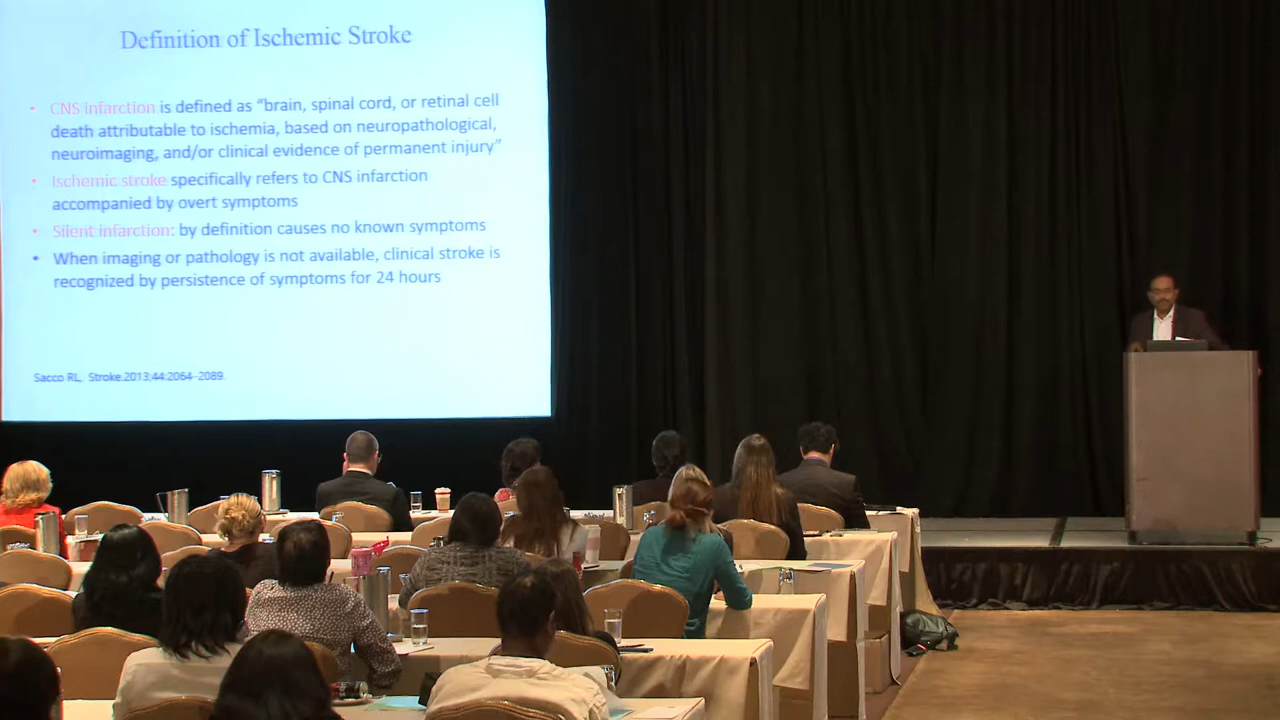 Definition of Ischemic Stroke
• CNS infarction is defined as “brain, spinal cord, or retinal cell
death attributable to ischemia, based on neuropathological,
neuroimaging, and/or clinical evidence of permanent injury”
• Ischemic stroke specifically refers to CNS infarction
accompanied by overt symptoms
• Silent infarction: by definition causes no known symptoms
• When imaging or pathology is not available, clinical stroke is
recognized by persistence of symptoms for 24 hours
Sacco RL, Stroke.2013;44:2064-2089.